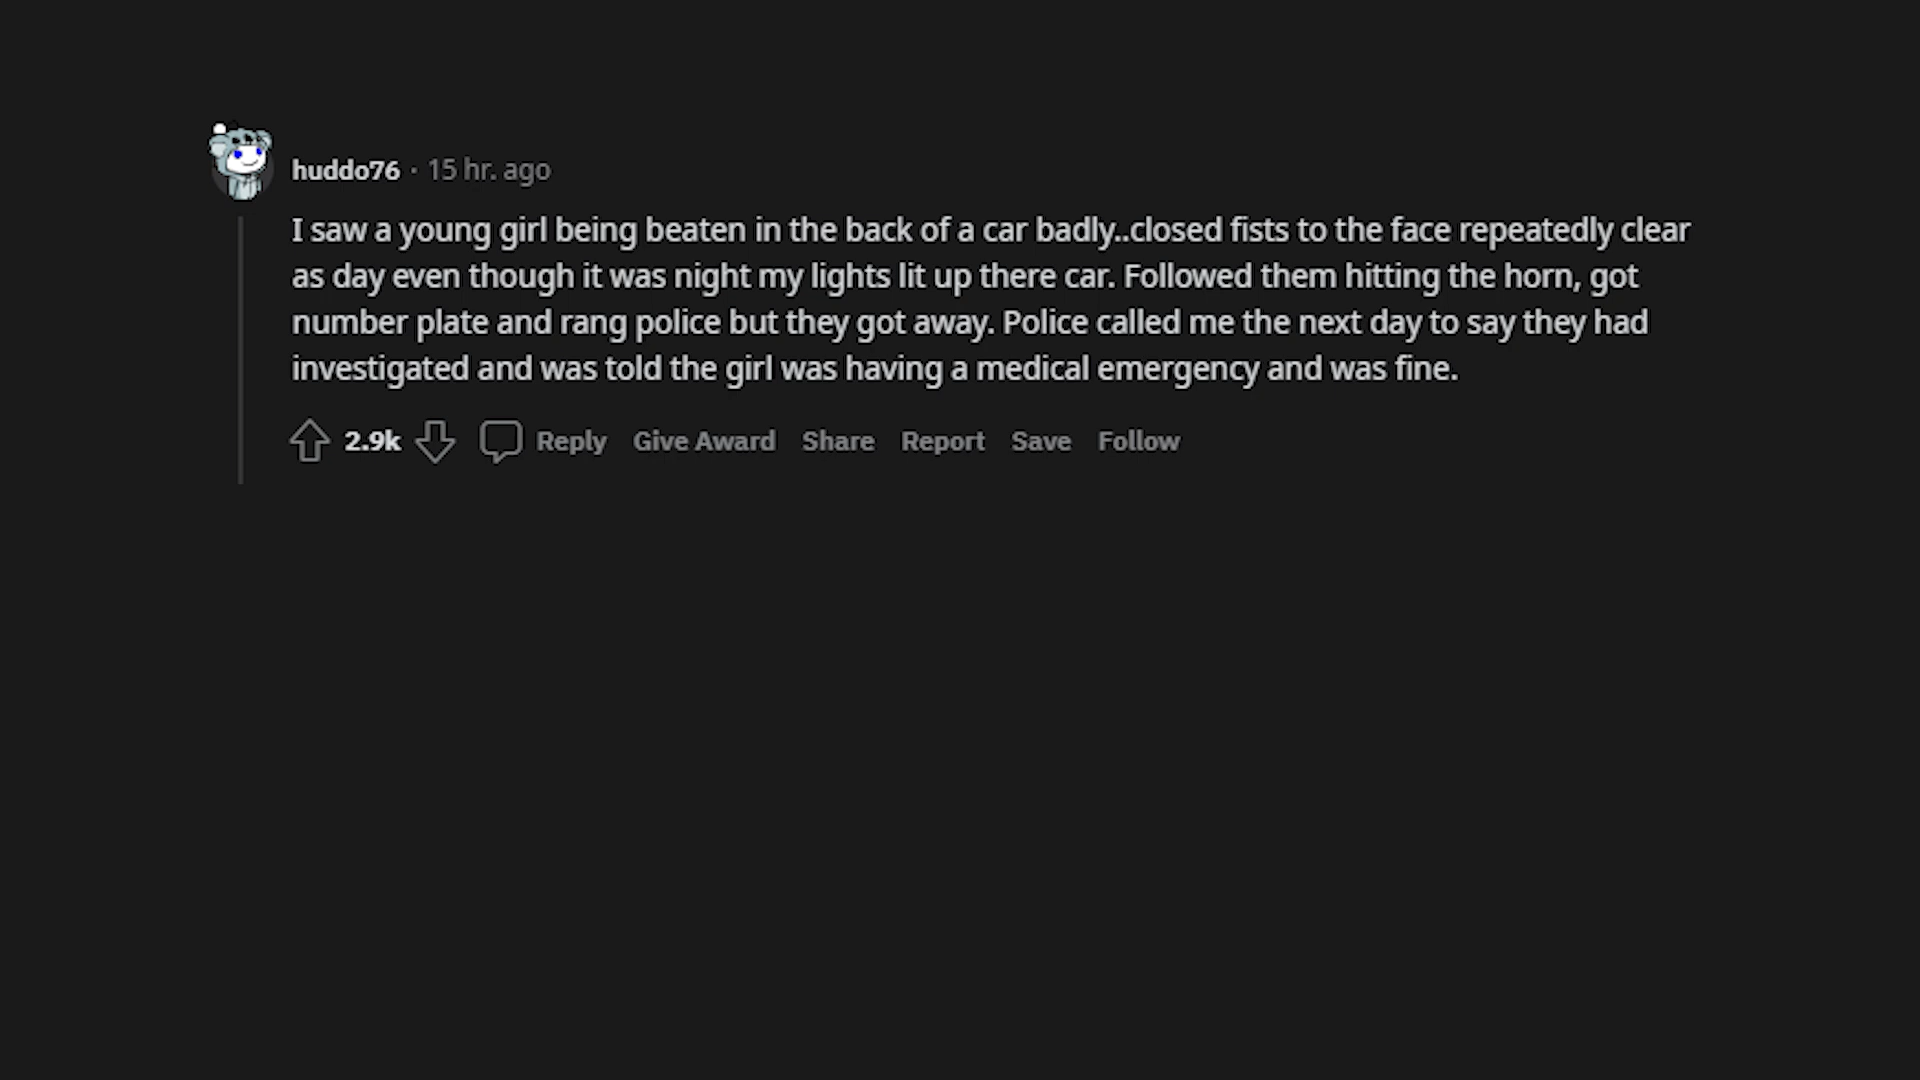 huddo76 · 15 hr. ago
I saw a young girl being beaten in the back of a car badly..closed fists to the face repeatedly clear
as day even though it was night my lights lit up there car. Followed them hitting the horn, got
number plate and rang police but they got away. Police called me the next day to say they had
investigated and was told the girl was having a medical emergency and was fine.
2.9k Reply Give Award Share Report Save Follow